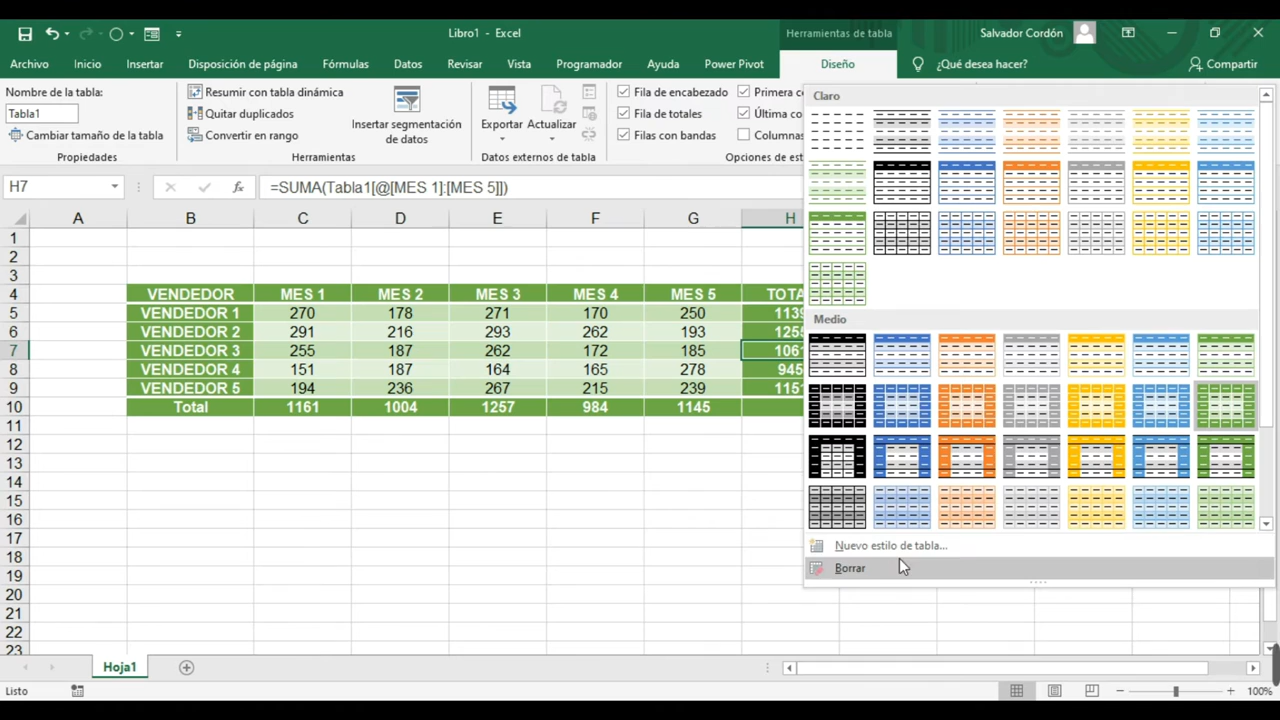 Libro1 - Excel
Herramientas de tabla
Salvador Cordón
Archivo Inicio Insertar Disposición de página Fórmulas Datos Revisar Vista Programador Ayuda Power Pivot Diseño ¿Qué desea hacer? Compartir
Nombre de la tabla:
Tabla1
Cambiar tamaño de la tabla
Propiedades
Resumir con tabla dinámica
Quitar duplicados
Convertir en rango
Insertar segmentación
de datos
Herramientas
Exportar Actualizar
Datos externos de tabla
Fila de encabezado
Fila de totales
Filas con bandas
Primera
Última
Columnas
Opciones de
Claro
Medio
Nuevo estilo de tabla...
Borrar
H7 fx =SUMA(Tabla1[@[MES 1]:[MES 5]])
A B C D E F G H
1
2
3
4 VENDEDOR MES 1 MES 2 MES 3 MES 4 MES 5
5 VENDEDOR 1 270 178 271 170 250
6 VENDEDOR 2 291 216 293 262 193
7 VENDEDOR 3 255 187 262 172 185
8 VENDEDOR 4 151 187 164 165 278 945
9 VENDEDOR 5 194 236 267 215 239
10 Total 1161 1004 1257 984 1145
11
12
13
14
15
16
17
18
19
20
21
22
23
Hoja1
Listo
100%